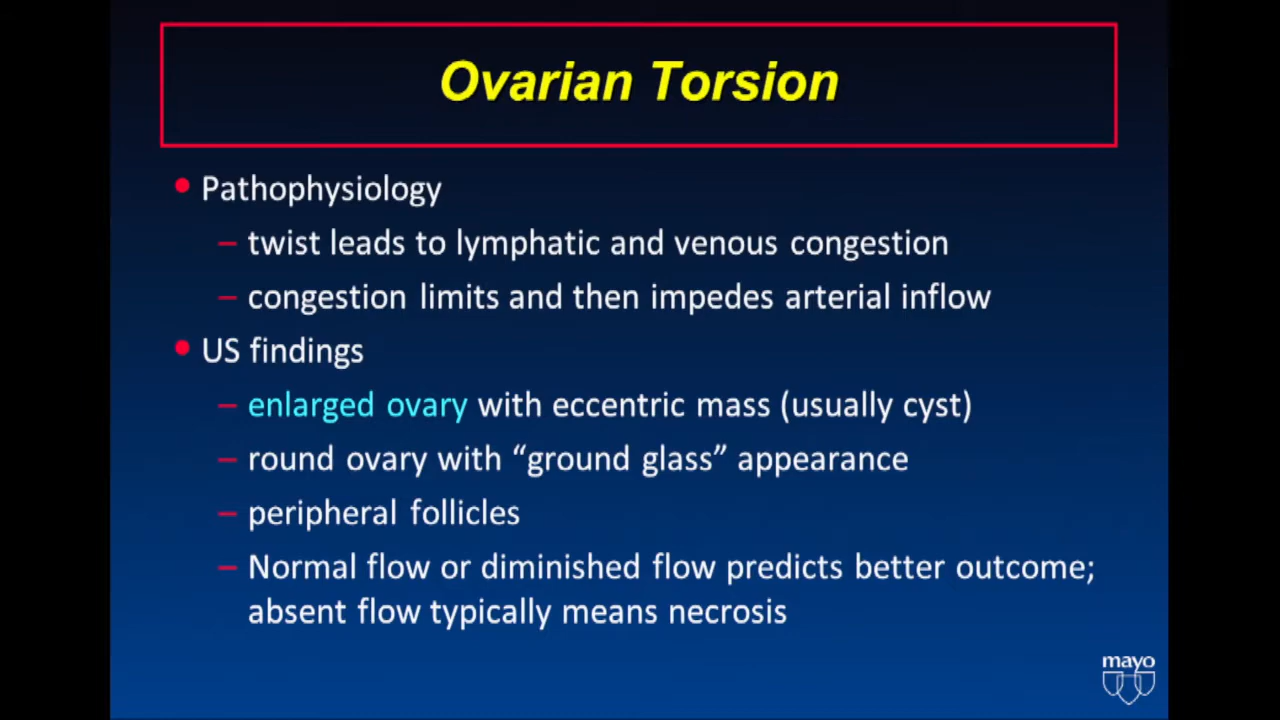 Ovarian Torsion
• Pathophysiology
– twist leads to lymphatic and venous congestion
– congestion limits and then impedes arterial inflow
• US findings
– enlarged ovary with eccentric mass (usually cyst)
– round ovary with “ground glass” appearance
– peripheral follicles
– Normal flow or diminished flow predicts better outcome;
absent flow typically means necrosis
mayo